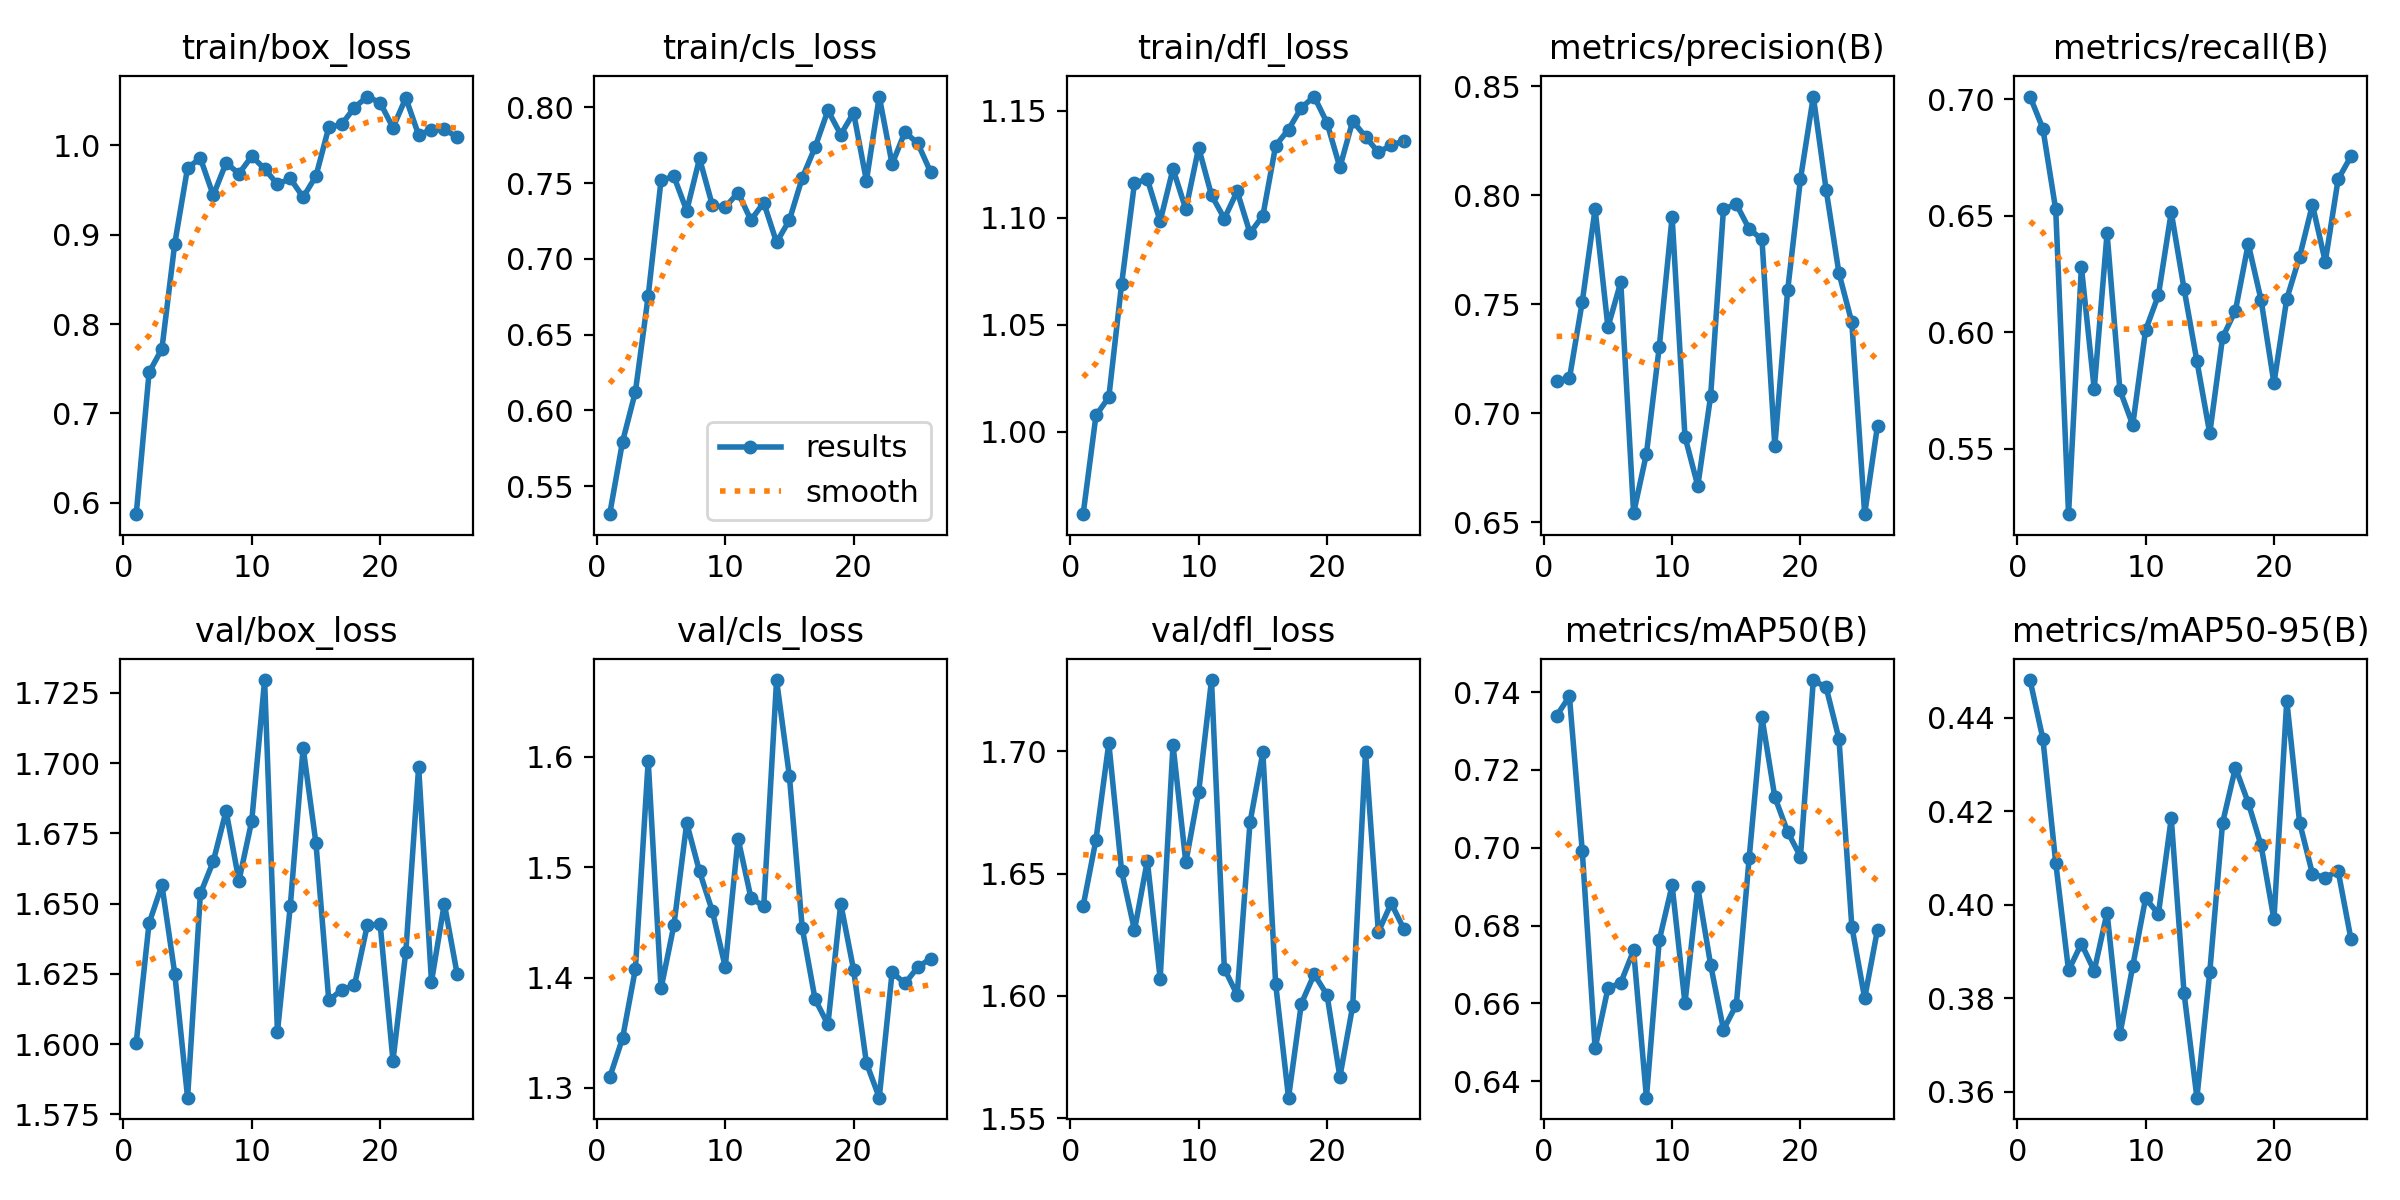 train/box_loss
1.0
0.9
0.8
0.7
0.6
0 10 20
train/cls_loss
0.80
0.75
0.70
0.65
0.60
0.55
results
smooth
0 10 20
train/dfl_loss
1.15
1.10
1.05
1.00
0 10 20
metrics/precision(B)
0.85
0.80
0.75
0.70
0.65
0 10 20
metrics/recall(B)
0.70
0.65
0.60
0.55
0 10 20
val/box_loss
1.725
1.700
1.675
1.650
1.625
1.600
1.575
0 10 20
val/cls_loss
1.6
1.5
1.4
1.3
0 10 20
val/dfl_loss
1.70
1.65
1.60
1.55
0 10 20
metrics/mAP50(B)
0.74
0.72
0.70
0.68
0.66
0.64
0 10 20
metrics/mAP50-95(B)
0.44
0.42
0.40
0.38
0.36
0 10 20